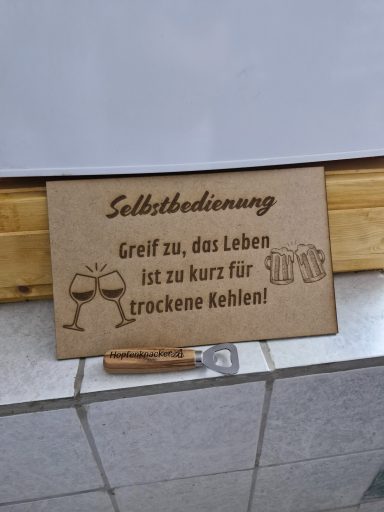 Selbstbedienung
Greif zu, das Leben
ist zu kurz für
trockene Kehlen!
Hopfenknacker